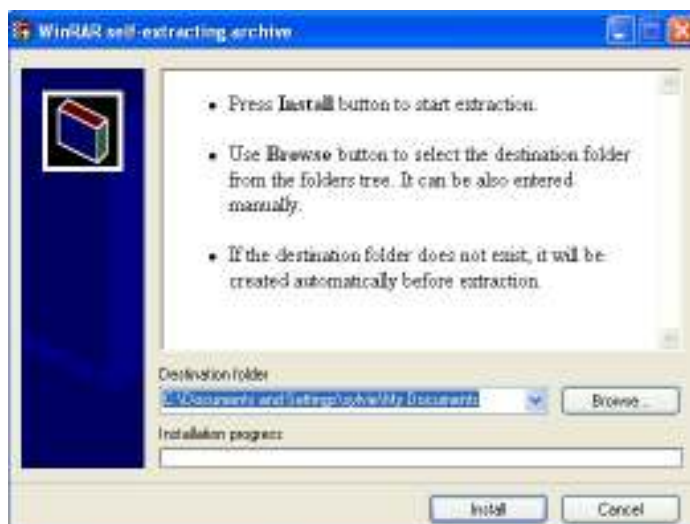 WinRAR self-extracting archive
Press Install button to start extraction.
Use Browse button to select the destination folder
from the folders tree. It can be also entered
manually.
If the destination folder does not exist, it will be
created automatically before extraction.
Destination folder
C:\Documents and Settings\sylvie\My Documents
Browse...
Installation progress
Install
Cancel